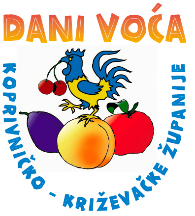 DANI VOĆA
KOPRIVNIČKO - KRIŽEVAČKE ŽUPANIJE